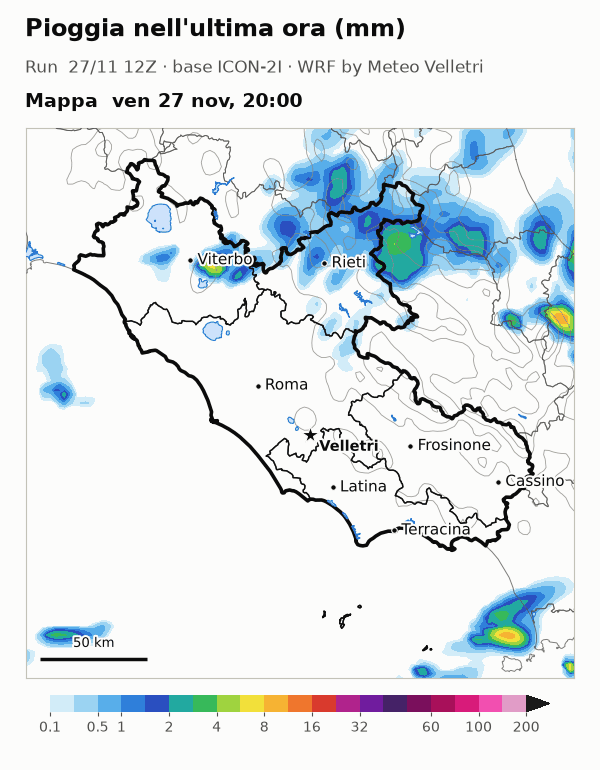 Pioggia nell'ultima ora (mm)
Run  27/11 12Z · base ICON-2I · WRF by Meteo Velletri
Mappa  ven 27 nov, 20:00
Viterbo
Rieti
Roma
Velletri
Frosinone
Latina
Cassino
Terracina
50 km
0.1 0.5 1 2 4 8 16 32 60 100 200